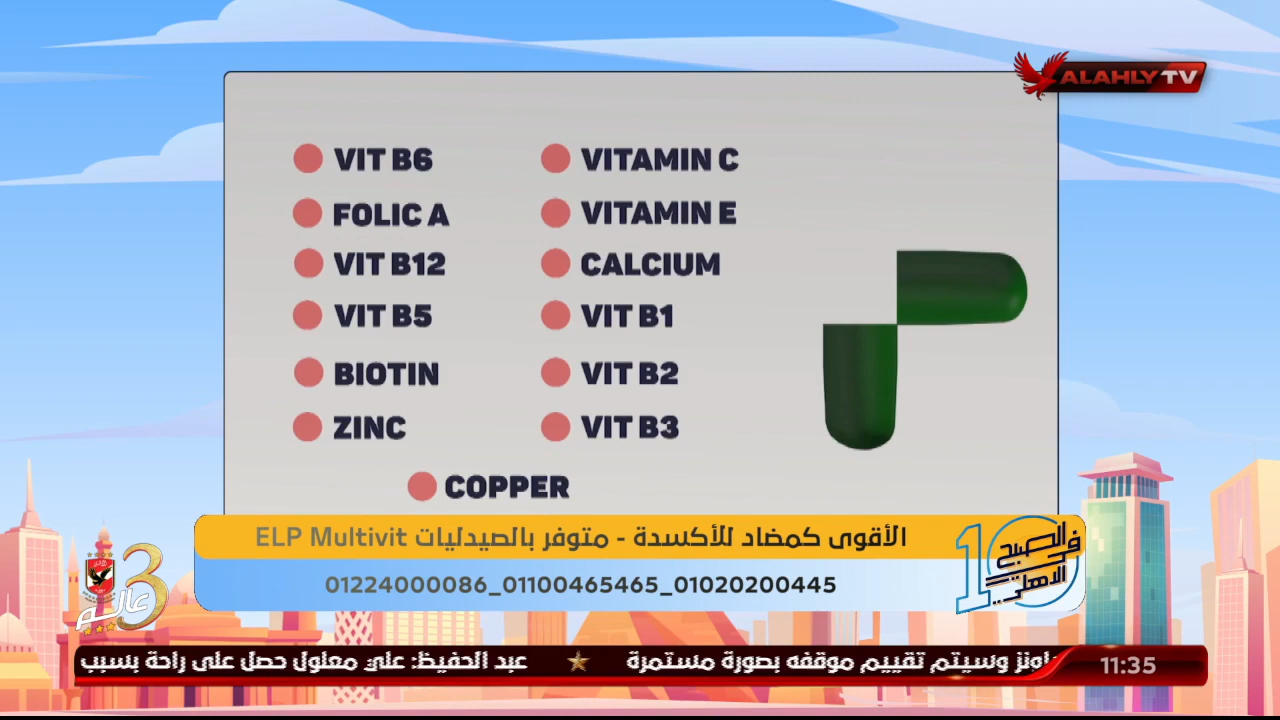 ALAHLY TV
VIT B6
VITAMIN C
FOLIC A
VITAMIN E
VIT B12
CALCIUM
VIT B5
VIT B1
BIOTIN
VIT B2
ZINC
VIT B3
COPPER
الأقوى كمضاد للأكسدة - متوفر بالصيدليات ELP Multivit
01224000086_01100465465_01020200445
10 الصبح في الأهلي
3 عالم
وسيتم تقييم موقفه بصورة مستمرة ★ عبد الحفيظ: علي معلول حصل على راحة بسبب
11:35